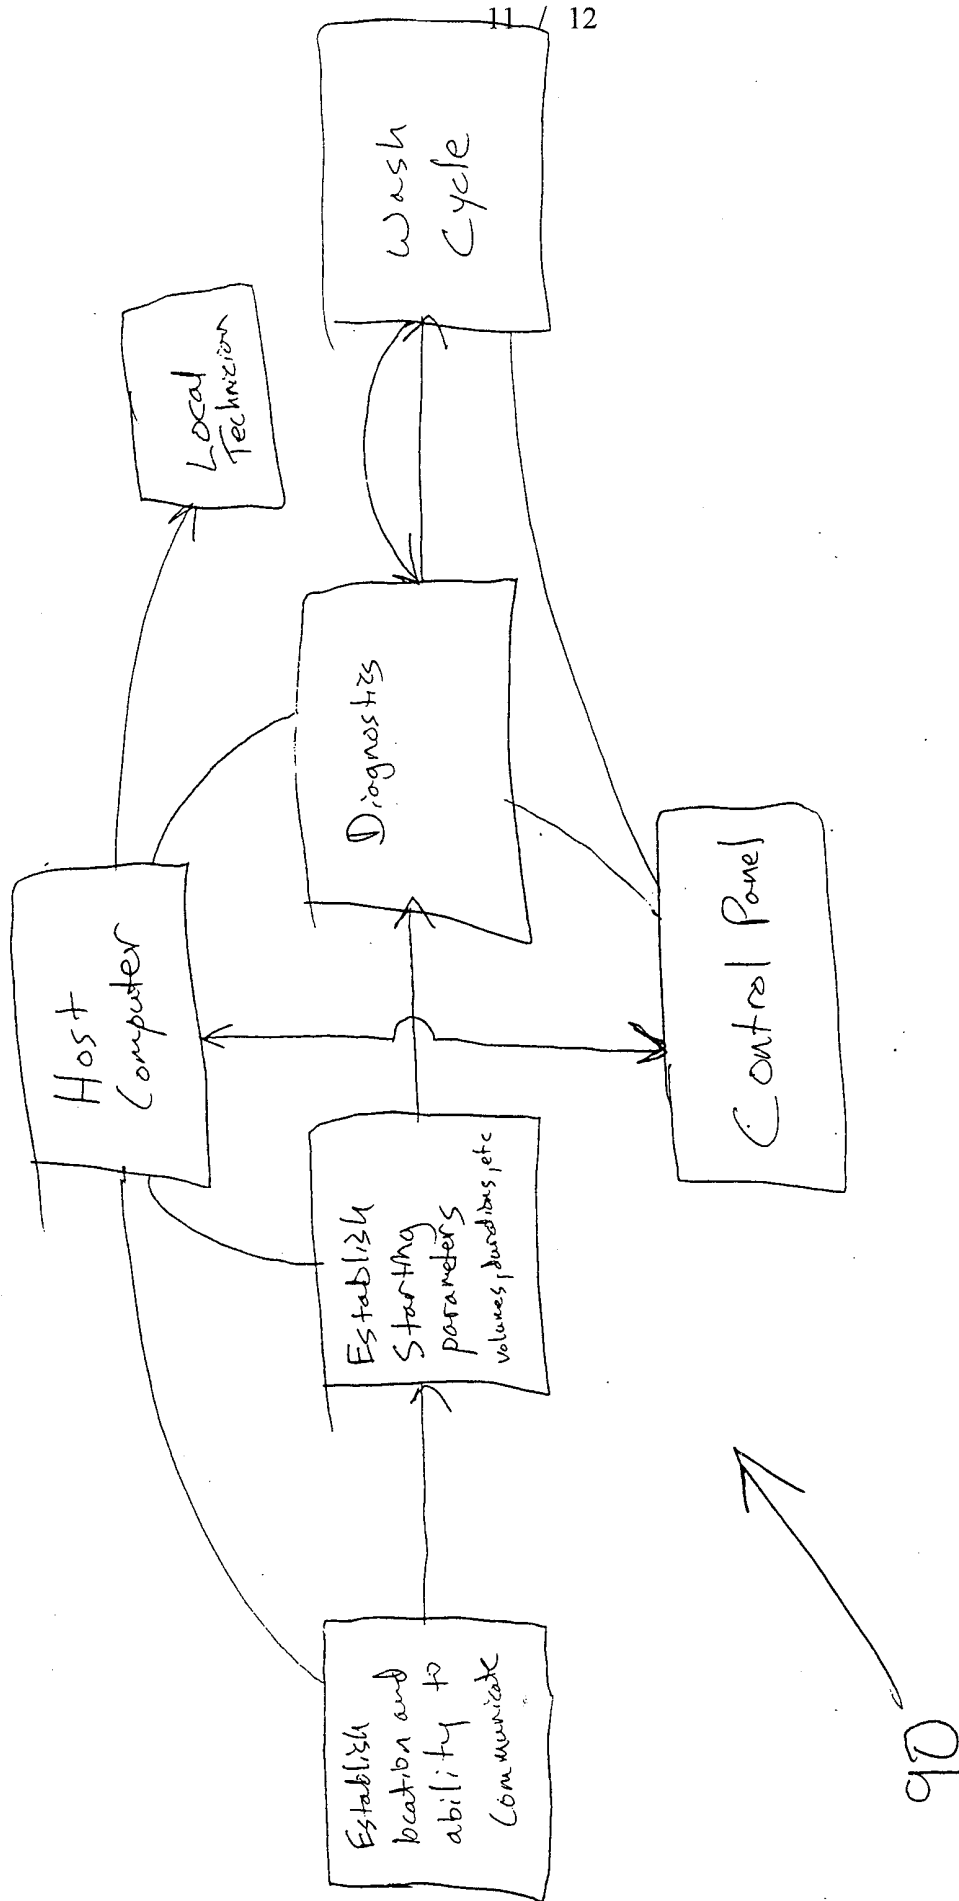 11 / 12
Host
Computer
Local
Technician
Establish
location and
ability to
Communicate
Establish
Starting
parameters
volumes, durations, etc
Diagnostics
Wash
Cycle
Control Panel
90